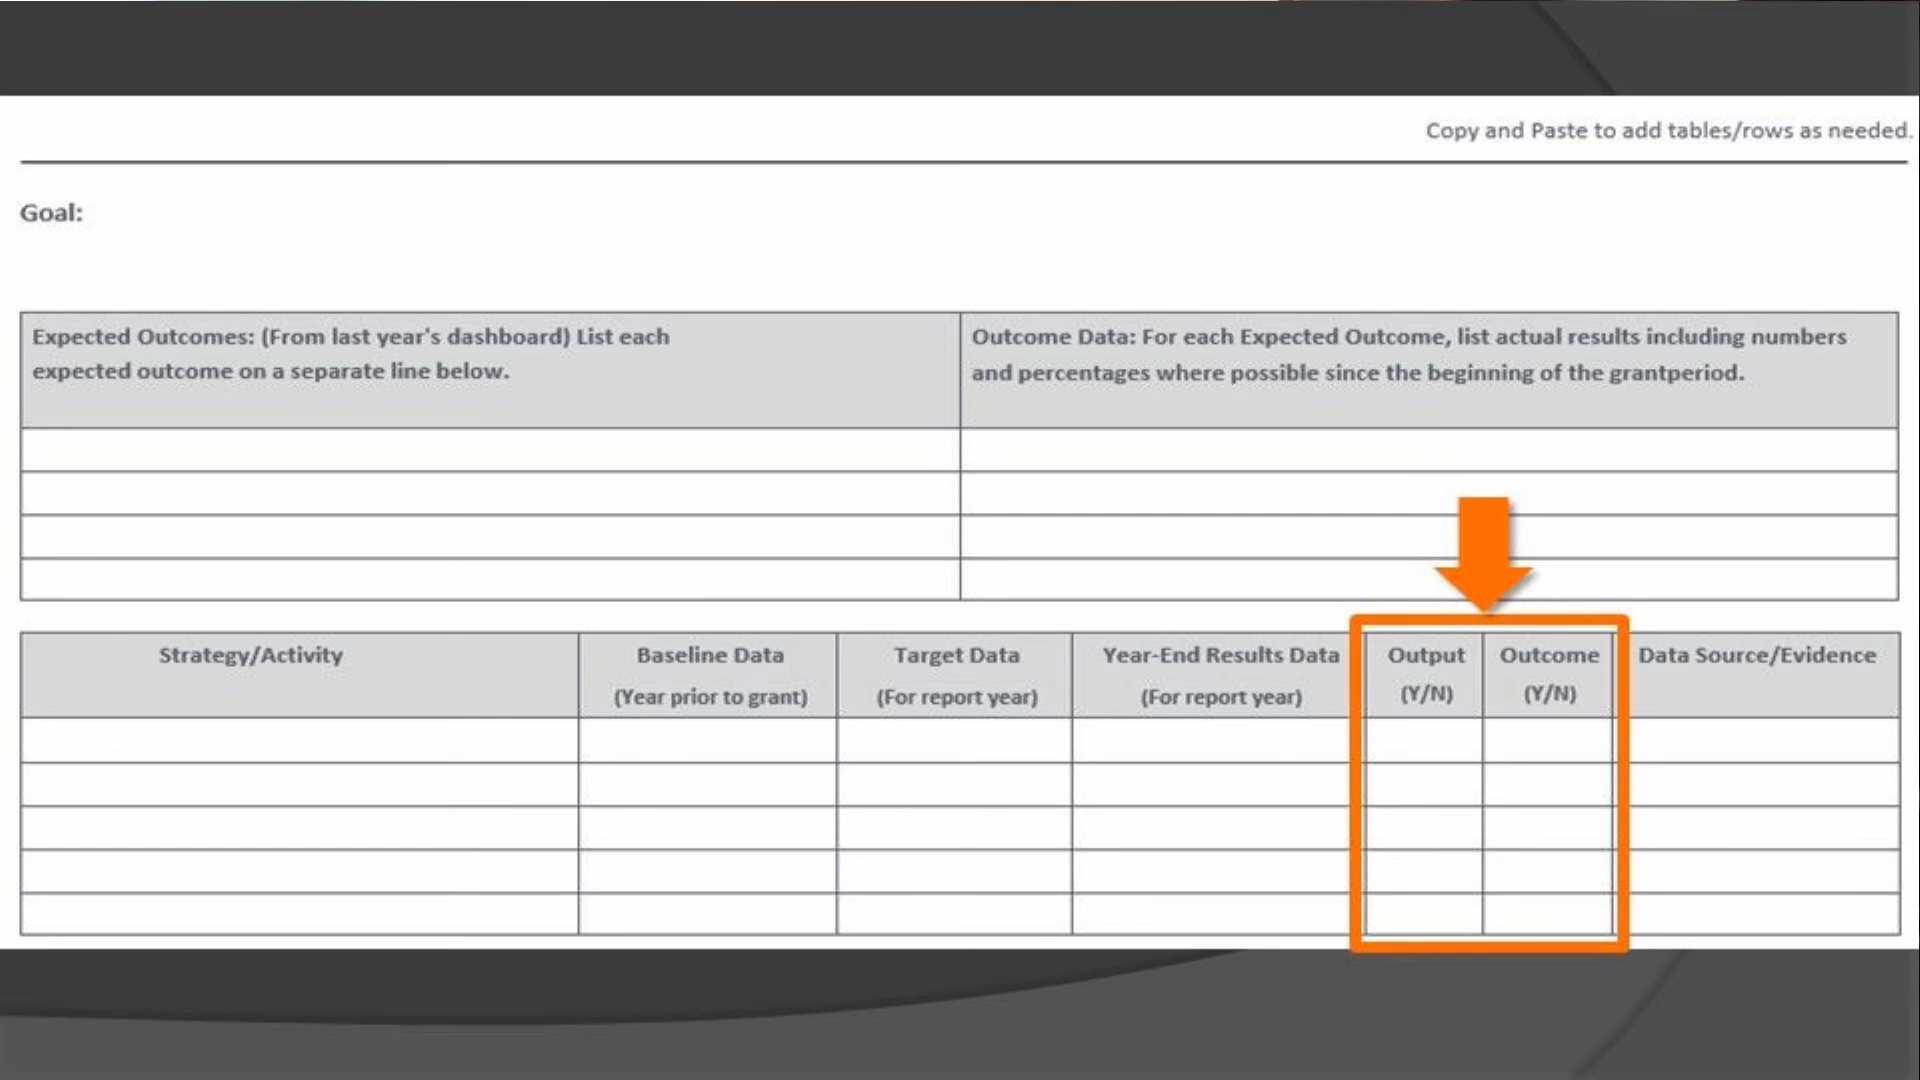 Copy and Paste to add tables/rows as needed.
Goal:
Expected Outcomes: (From last year's dashboard) List each
expected outcome on a separate line below.
Outcome Data: For each Expected Outcome, list actual results including numbers
and percentages where possible since the beginning of the grantperiod.
Strategy/Activity
Baseline Data
(Year prior to grant)
Target Data
(For report year)
Year-End Results Data
(For report year)
Output
(Y/N)
Outcome
(Y/N)
Data Source/Evidence